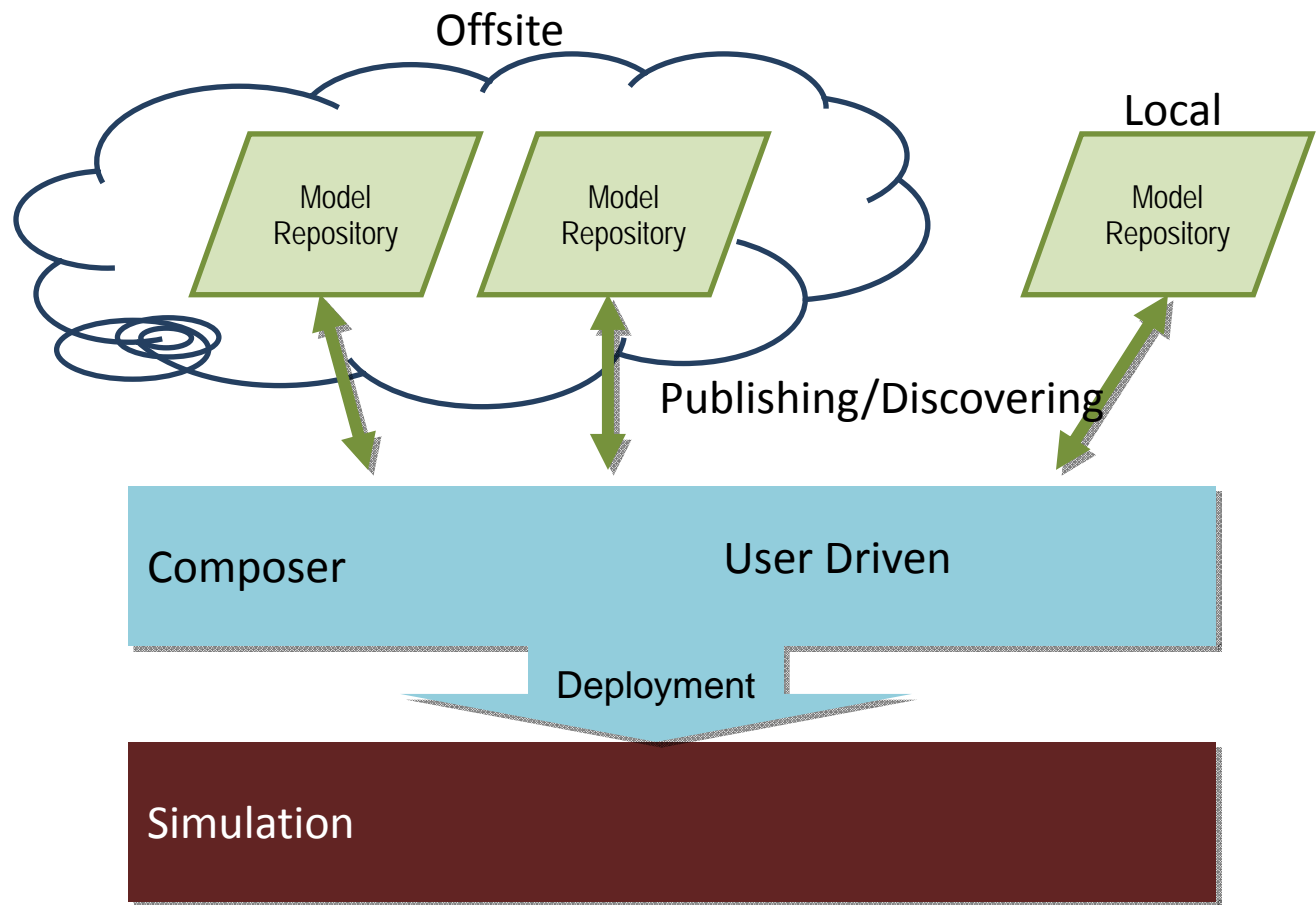 Offsite
Local
Model
Repository
Model
Repository
Model
Repository
Publishing/Discovering
Composer
User Driven
Deployment
Simulation